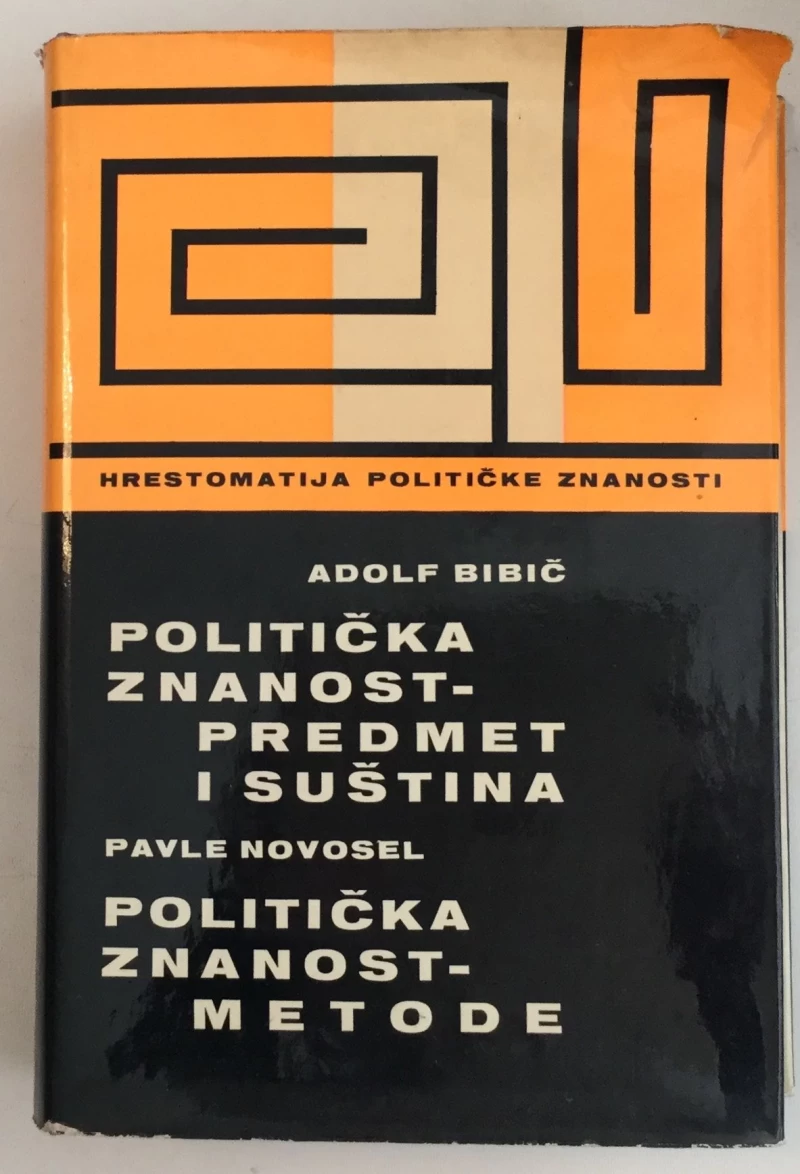 HRESTOMATIJA POLITIČKE ZNANOSTI
ADOLF BIBIČ
POLITIČKA
ZNANOST-
PREDMET
I SUŠTINA
PAVLE NOVOSEL
POLITIČKA
ZNANOST-
METODE